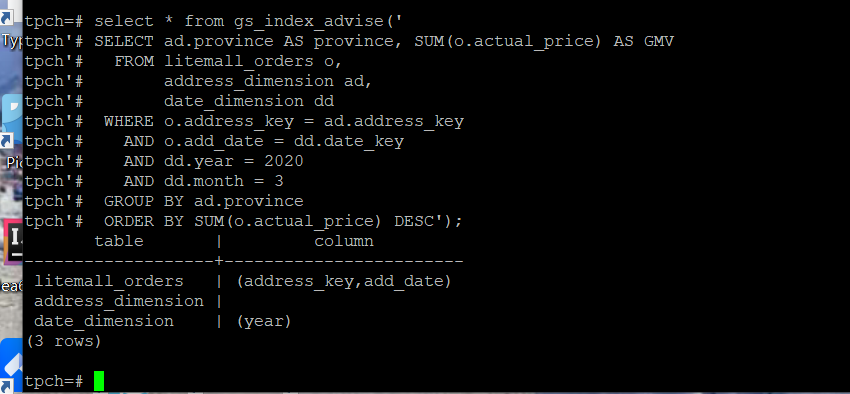 tpch=# select * from gs_index_advise('
tpch'# SELECT ad.province AS province, SUM(o.actual_price) AS GMV
tpch'#   FROM litemall_orders o,
tpch'#        address_dimension ad,
tpch'#        date_dimension dd
tpch'#  WHERE o.address_key = ad.address_key
tpch'#    AND o.add_date = dd.date_key
tpch'#    AND dd.year = 2020
tpch'#    AND dd.month = 3
tpch'#  GROUP BY ad.province
tpch'#  ORDER BY SUM(o.actual_price) DESC');
       table       |         column
-------------------+------------------------
 litemall_orders   | (address_key,add_date)
 address_dimension |
 date_dimension    | (year)
(3 rows)
tpch=#